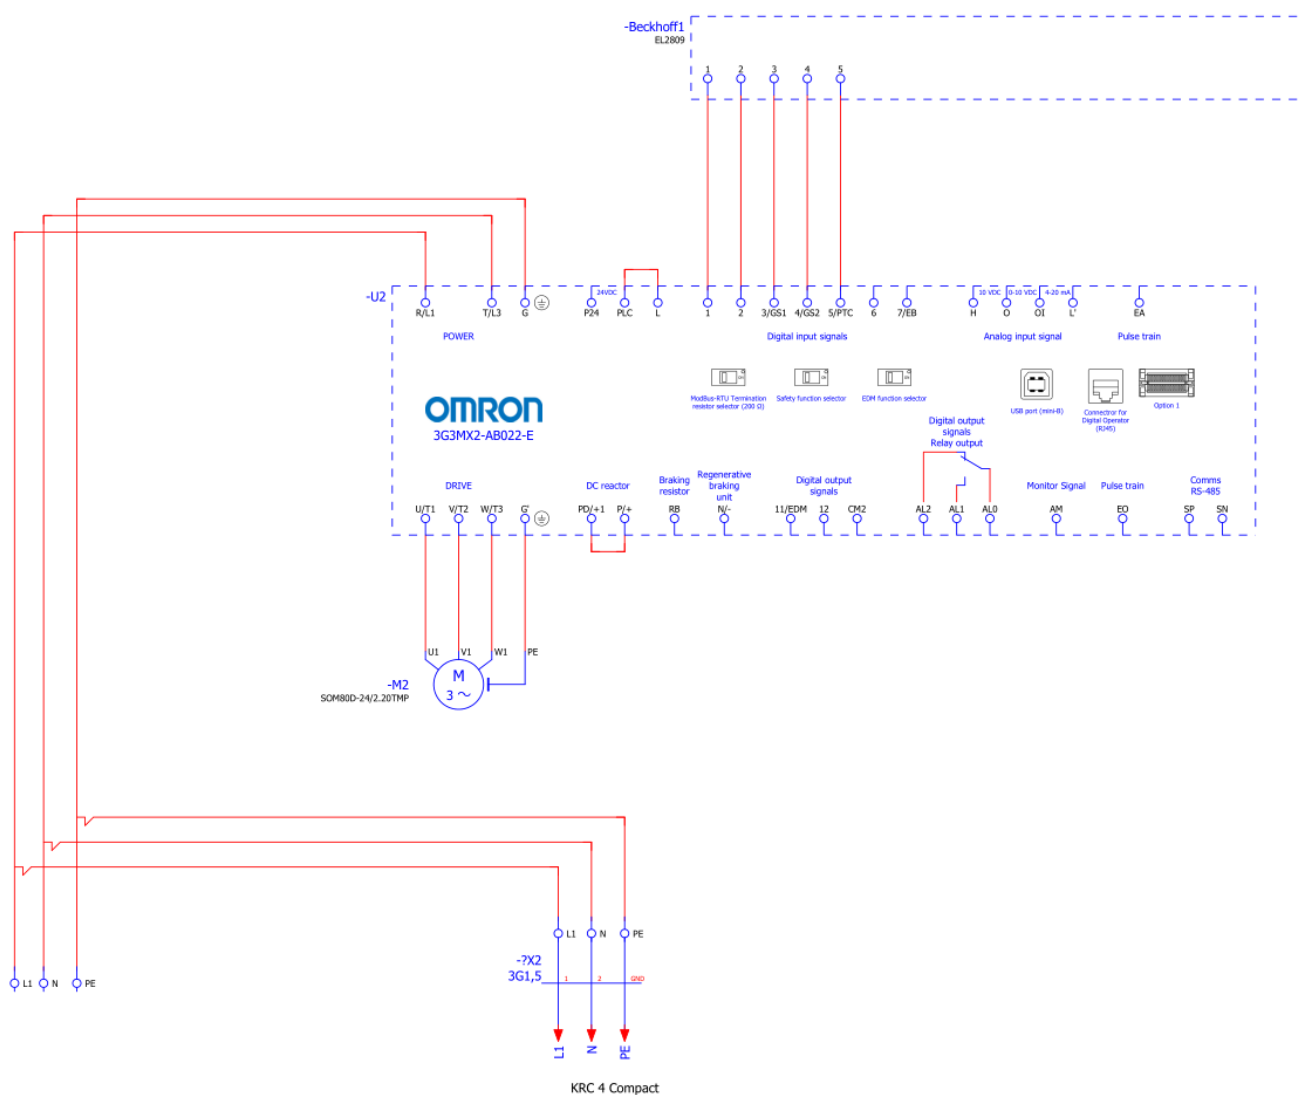 -Beckhoff1
EL2809
1 2 3 4 5
-U2
24VDC 10 VDC 0-10 VDC 4-20 mA
R/L1 T/L3 G P24 PLC L 1 2 3/GS1 4/GS2 5/PTC 6 7/EB H O OI L' EA
POWER Digital input signals Analog input signal Pulse train
ModBus-RTU Termination
resistor selector (200 Ω)
Safety function selector
EDM function selector
USB port (mini-B)
Connectror for
Digital Operator
(RJ45)
Option 1
OMRON
3G3MX2-AB022-E
Digital output
signals
Relay output
DRIVE
DC reactor
Braking
resistor
Regenerative
braking
unit
Digital output
signals
Monitor Signal
Pulse train
Comms
RS-485
U/T1 V/T2 W/T3 G' PD/+1 P/+ RB N/- 11/EDM 12 CM2 AL2 AL1 AL0 AM EO SP SN
U1 V1 W1 PE
M
3 ~
-M2
SOM80D-24/2.20TMP
L1 N PE
-?X2
3G1,5
1 2 GND
L1 N PE
L1 N PE
KRC 4 Compact